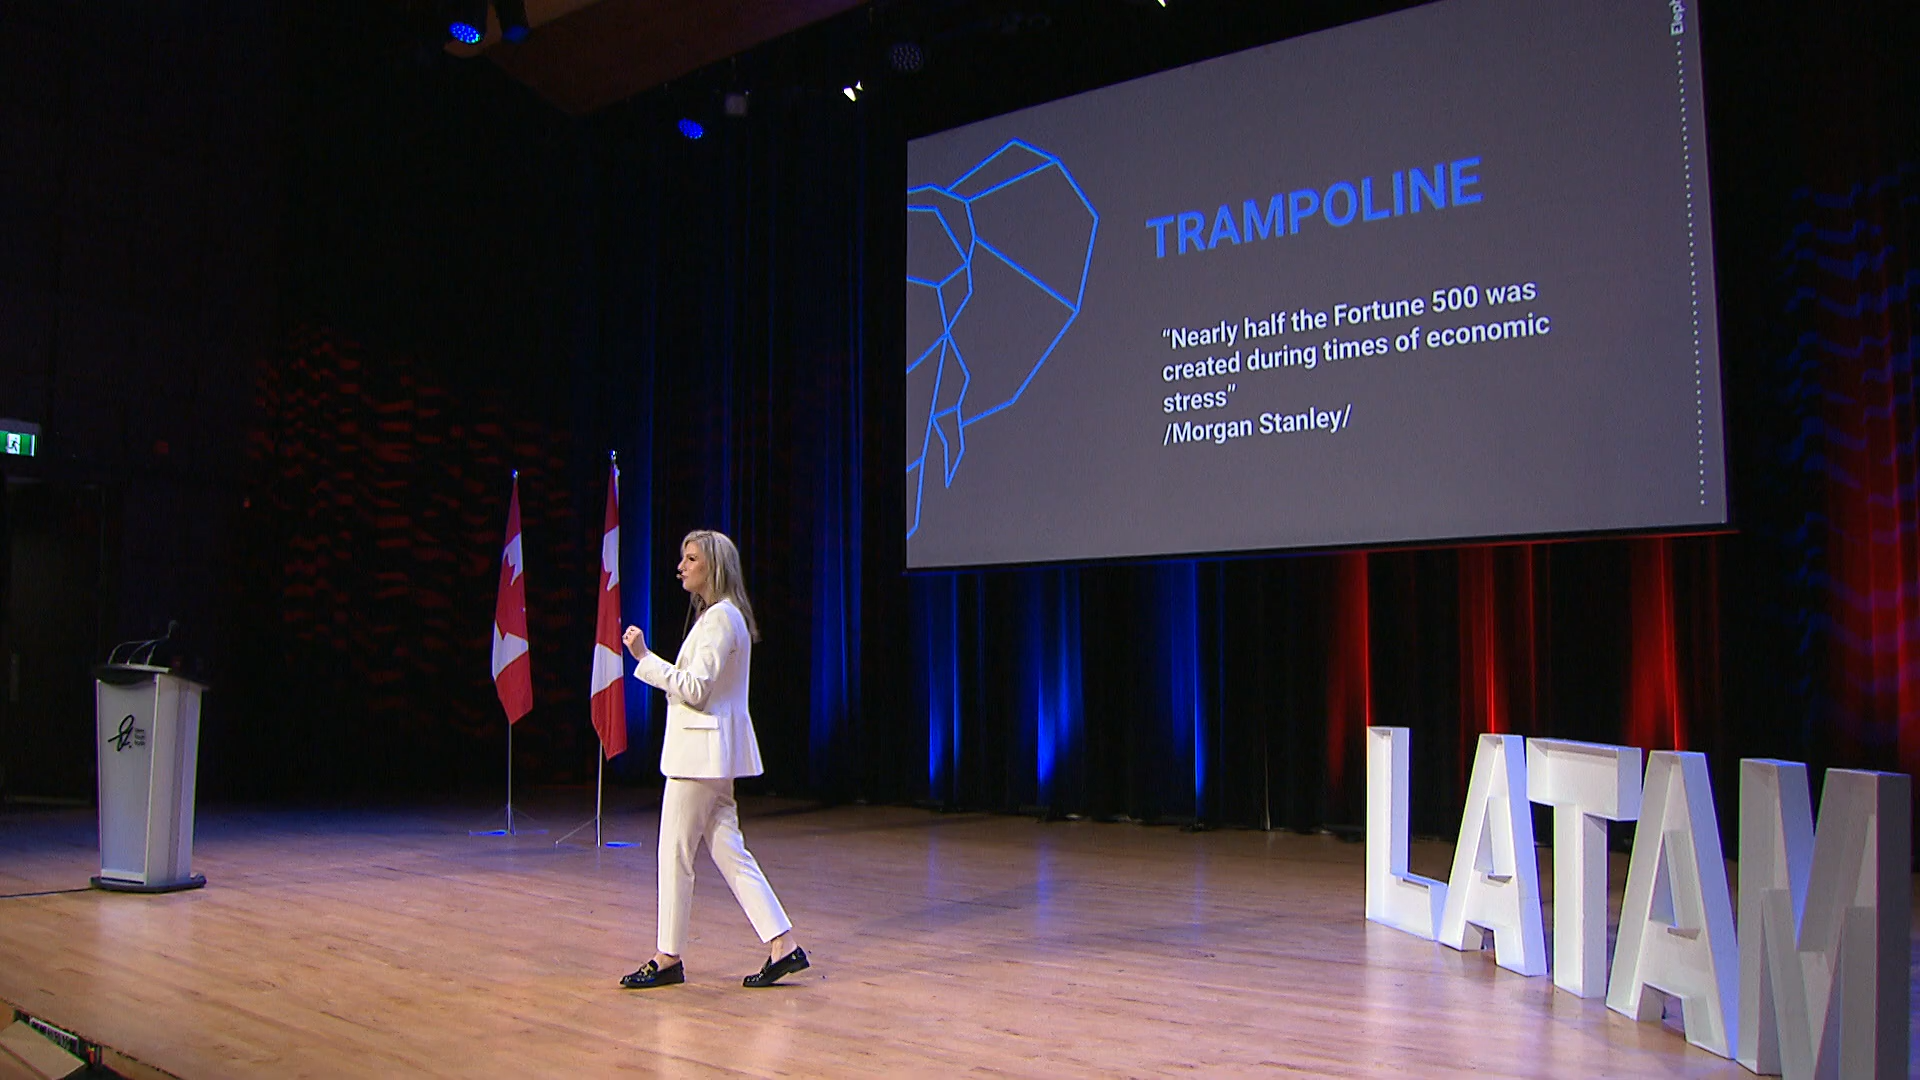 TRAMPOLINE
“Nearly half the Fortune 500 was
created during times of economic
stress”
/Morgan Stanley/
LATAM